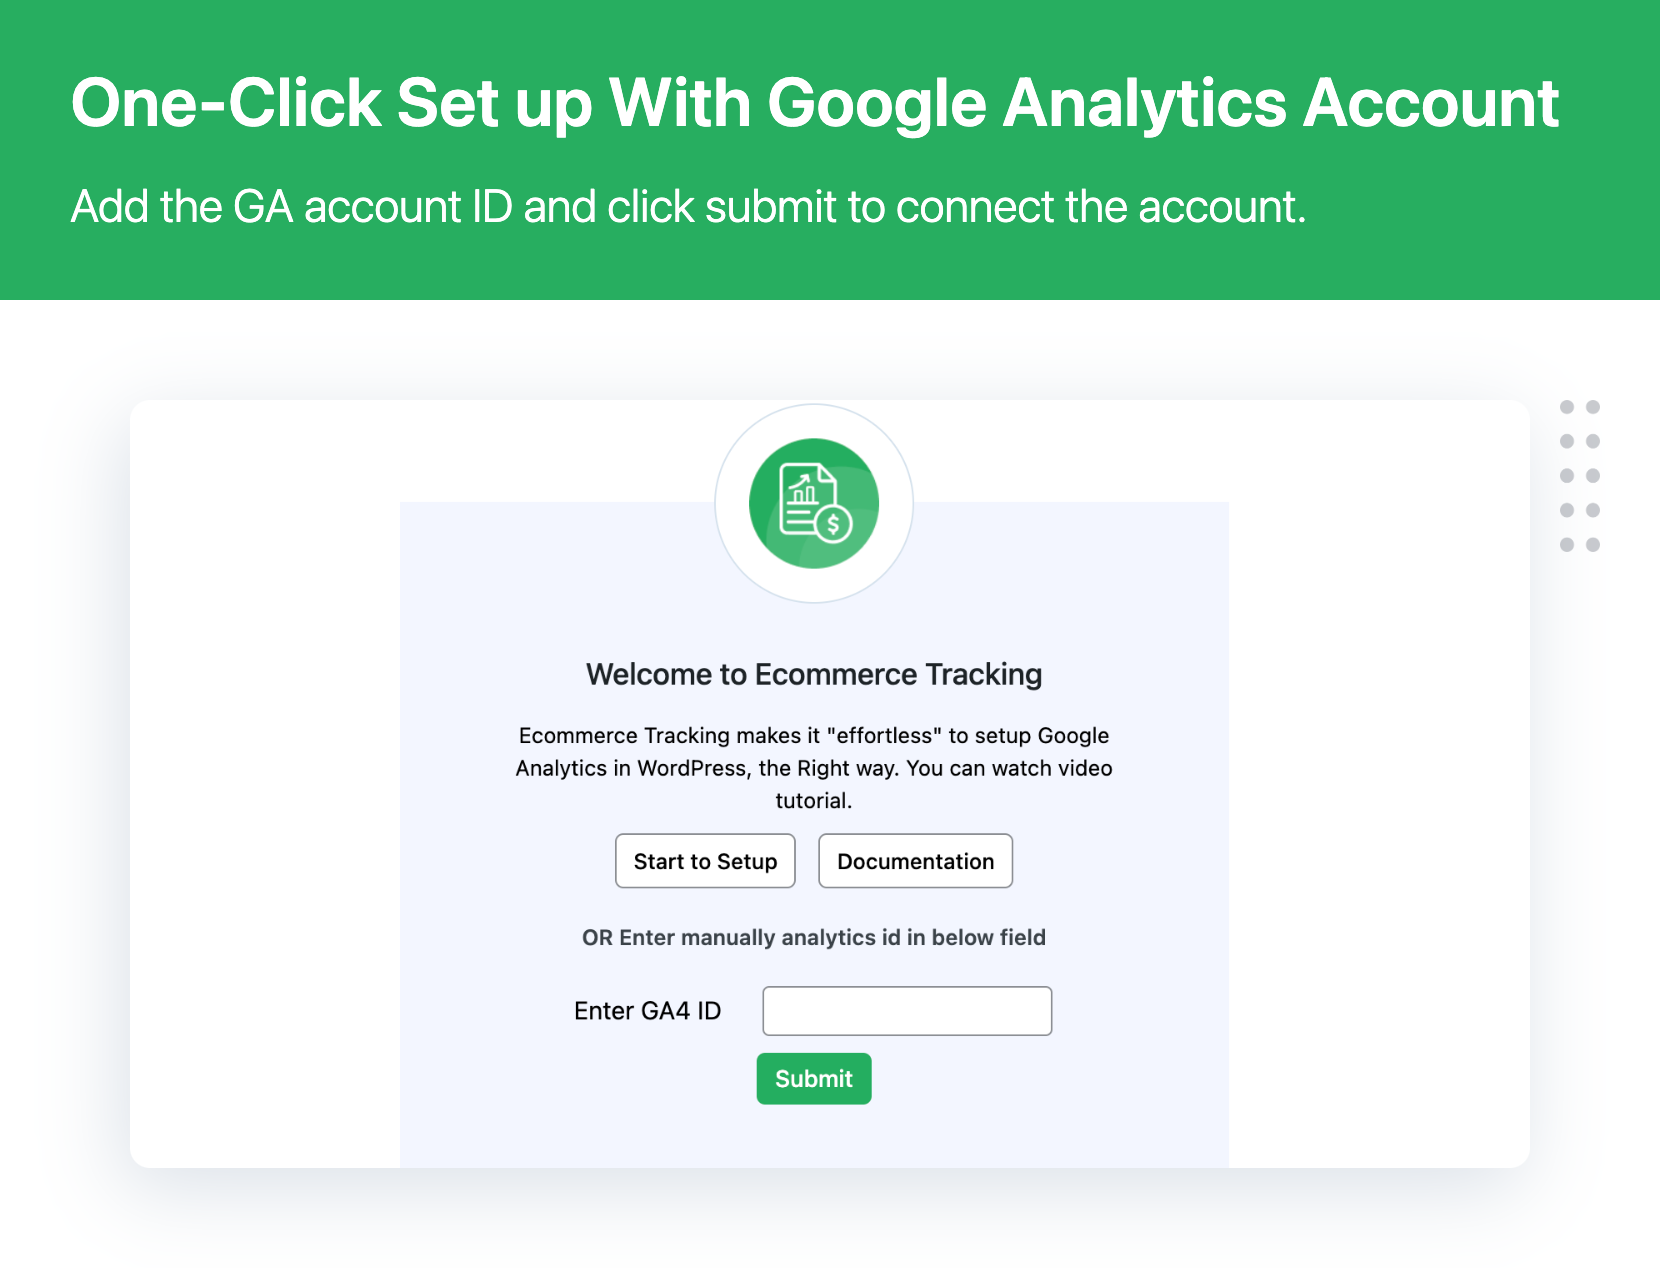 One-Click Set up With Google Analytics Account
Add the GA account ID and click submit to connect the account.
$
Welcome to Ecommerce Tracking
Ecommerce Tracking makes it "effortless" to setup Google
Analytics in WordPress, the Right way. You can watch video
tutorial.
Start to Setup
Documentation
OR Enter manually analytics id in below field
Enter GA4 ID
Submit